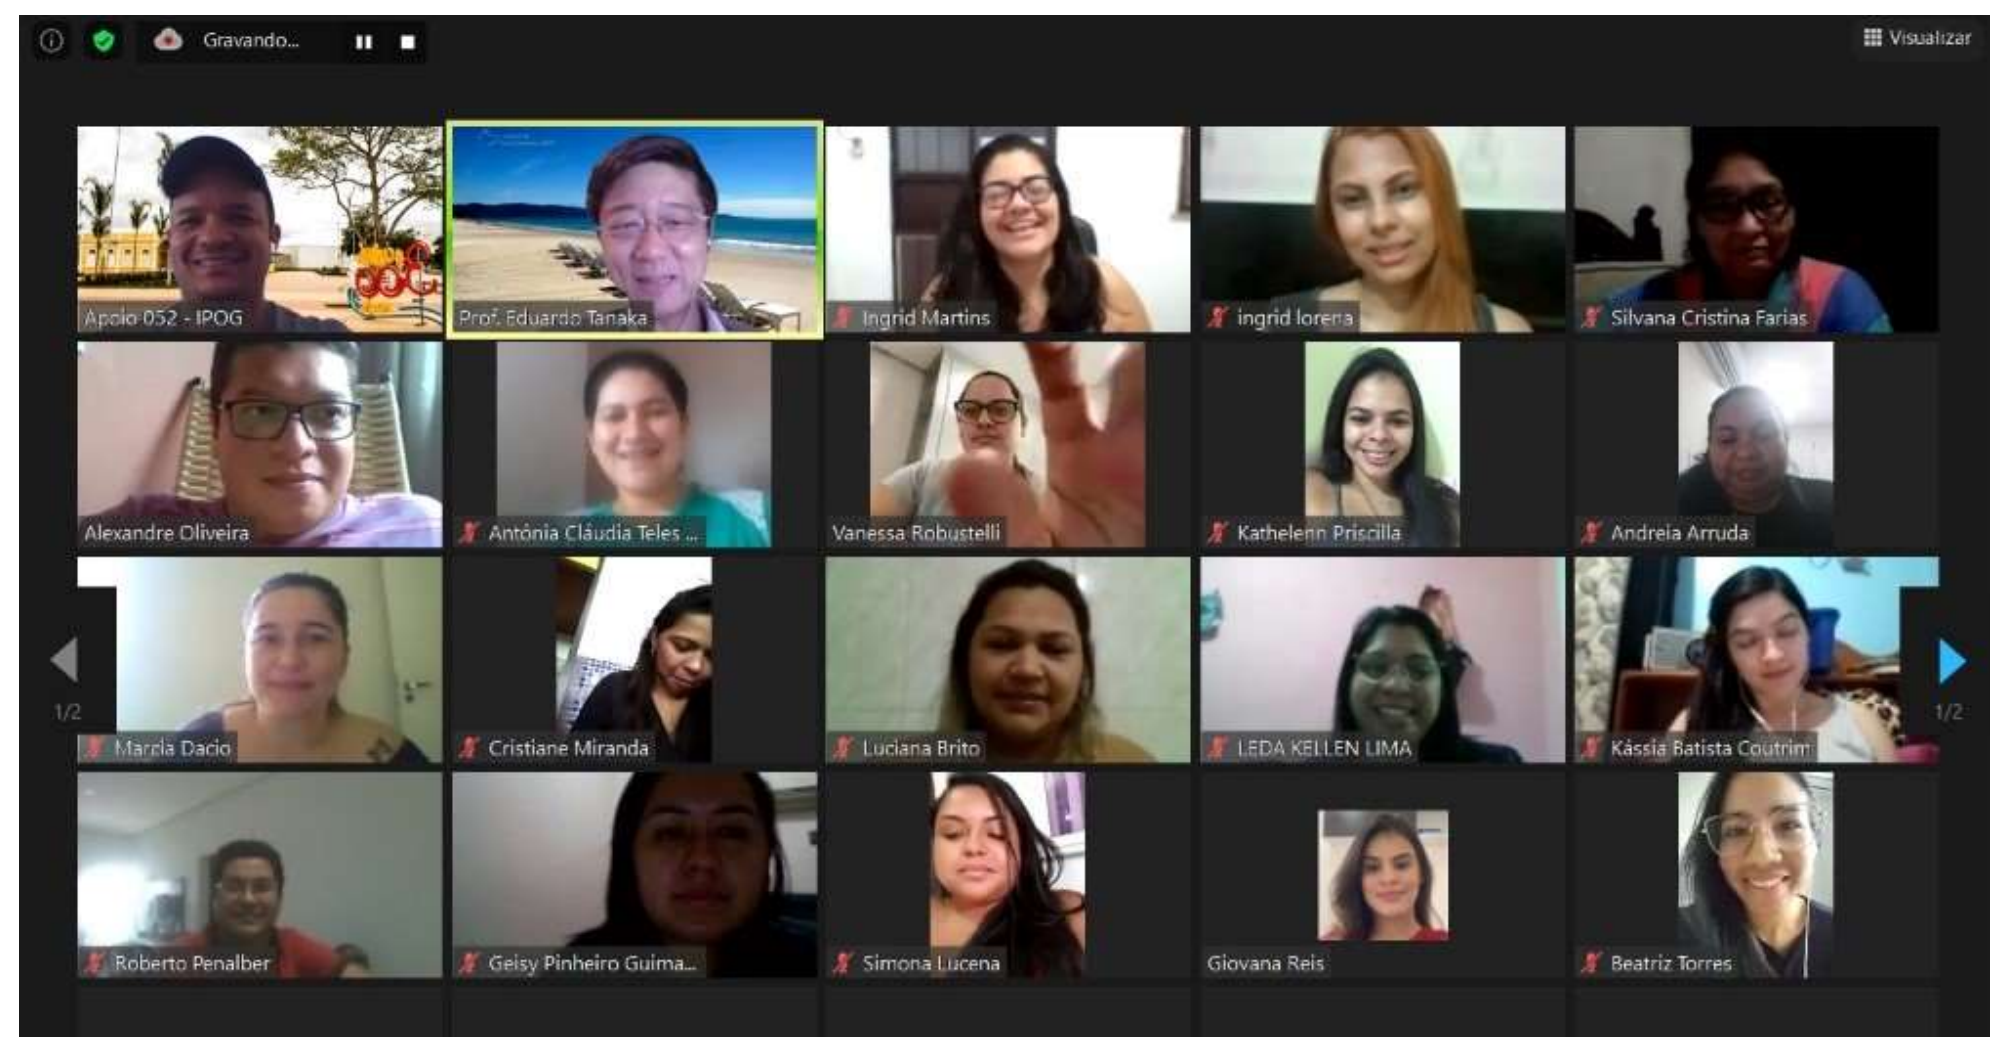 Gravando...
Visualizar
Apoio 052 - IPOG
Prof. Eduardo Tanaka
Ingrid Martins
ingrid lorena
Silvana Cristina Farias
Alexandre Oliveira
Antônia Cláudia Teles ...
Vanessa Robustelli
Kathelenn Priscilla
Andreia Arruda
1/2
1/2
Marcia Dacio
Cristiane Miranda
Luciana Brito
LEDA KELLEN LIMA
Kássia Batista Coutrim
Roberto Penalber
Geisy Pinheiro Guima...
Simona Lucena
Giovana Reis
Beatriz Torres